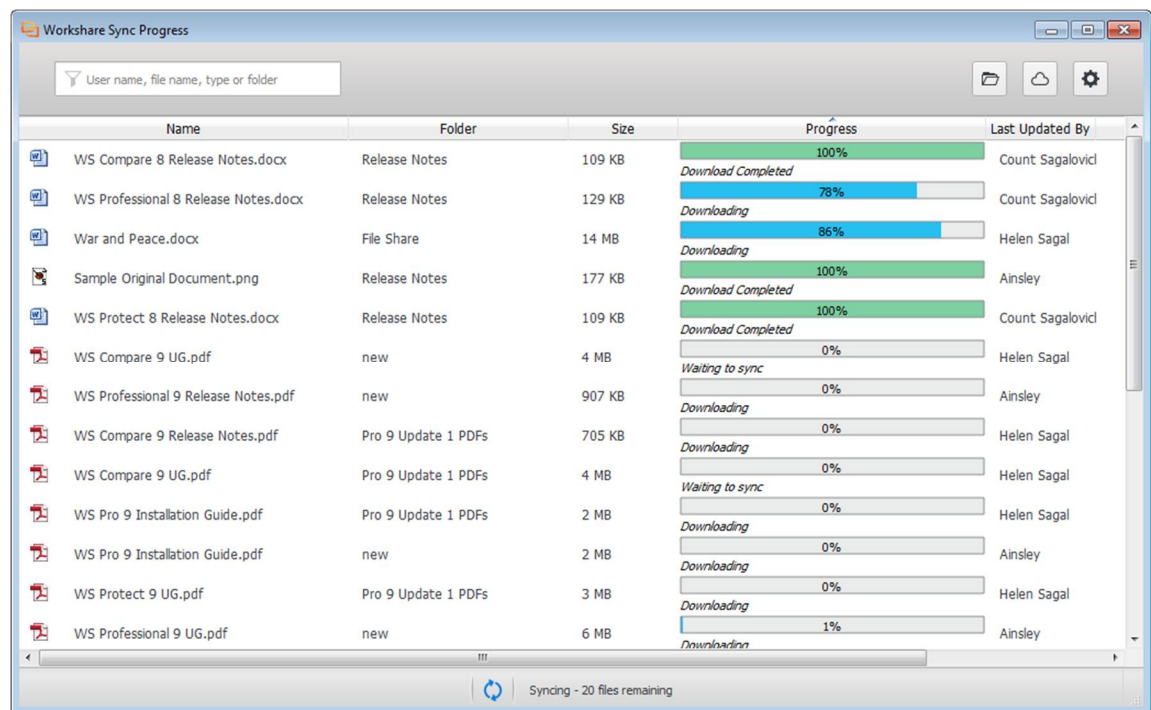 Workshare Sync Progress
User name, file name, type or folder
Name Folder Size Progress Last Updated By
WS Compare 8 Release Notes.docx Release Notes 109 KB 100% Count Sagalovicl
Download Completed
WS Professional 8 Release Notes.docx Release Notes 129 KB 78% Count Sagalovicl
Downloading
War and Peace.docx File Share 14 MB 86% Helen Sagal
Downloading
Sample Original Document.png Release Notes 177 KB 100% Ainsley
Download Completed
WS Protect 8 Release Notes.docx Release Notes 109 KB 100% Count Sagalovicl
Download Completed
WS Compare 9 UG.pdf new 4 MB 0% Helen Sagal
Waiting to sync
WS Professional 9 Release Notes.pdf new 907 KB 0% Ainsley
Downloading
WS Compare 9 Release Notes.pdf Pro 9 Update 1 PDFs 705 KB 0% Helen Sagal
Downloading
WS Compare 9 UG.pdf Pro 9 Update 1 PDFs 4 MB 0% Helen Sagal
Waiting to sync
WS Pro 9 Installation Guide.pdf Pro 9 Update 1 PDFs 2 MB 0% Helen Sagal
Downloading
WS Pro 9 Installation Guide.pdf new 2 MB 0% Ainsley
Downloading
WS Protect 9 UG.pdf Pro 9 Update 1 PDFs 3 MB 0% Helen Sagal
Downloading
WS Professional 9 UG.pdf new 6 MB 1% Ainsley
Downloading
Syncing - 20 files remaining